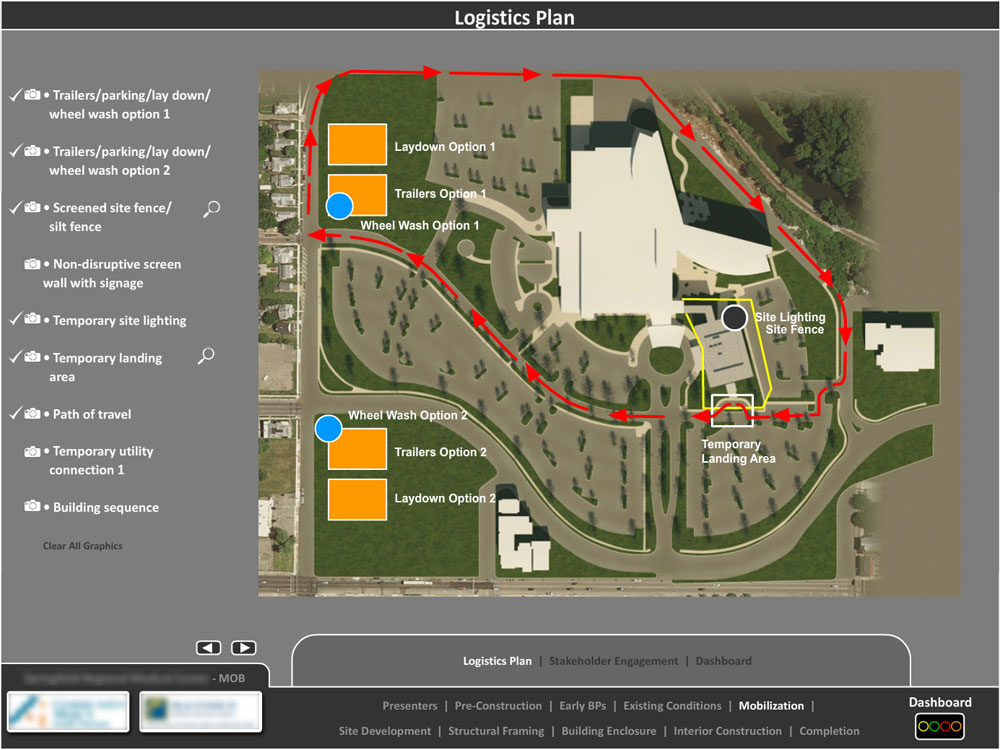 Logistics Plan
• Trailers/parking/lay down/
wheel wash option 1
• Trailers/parking/lay down/
wheel wash option 2
• Screened site fence/
silt fence
• Non-disruptive screen
wall with signage
• Temporary site lighting
• Temporary landing
area
• Path of travel
• Temporary utility
connection 1
• Building sequence
Clear All Graphics
Laydown Option 1
Trailers Option 1
Wheel Wash Option 1
Site Lighting
Site Fence
Wheel Wash Option 2
Trailers Option 2
Temporary
Landing Area
Laydown Option 2
Logistics Plan | Stakeholder Engagement | Dashboard
- MOB
Presenters | Pre-Construction | Early BPs | Existing Conditions | Mobilization |
Site Development | Structural Framing | Building Enclosure | Interior Construction | Completion
Dashboard